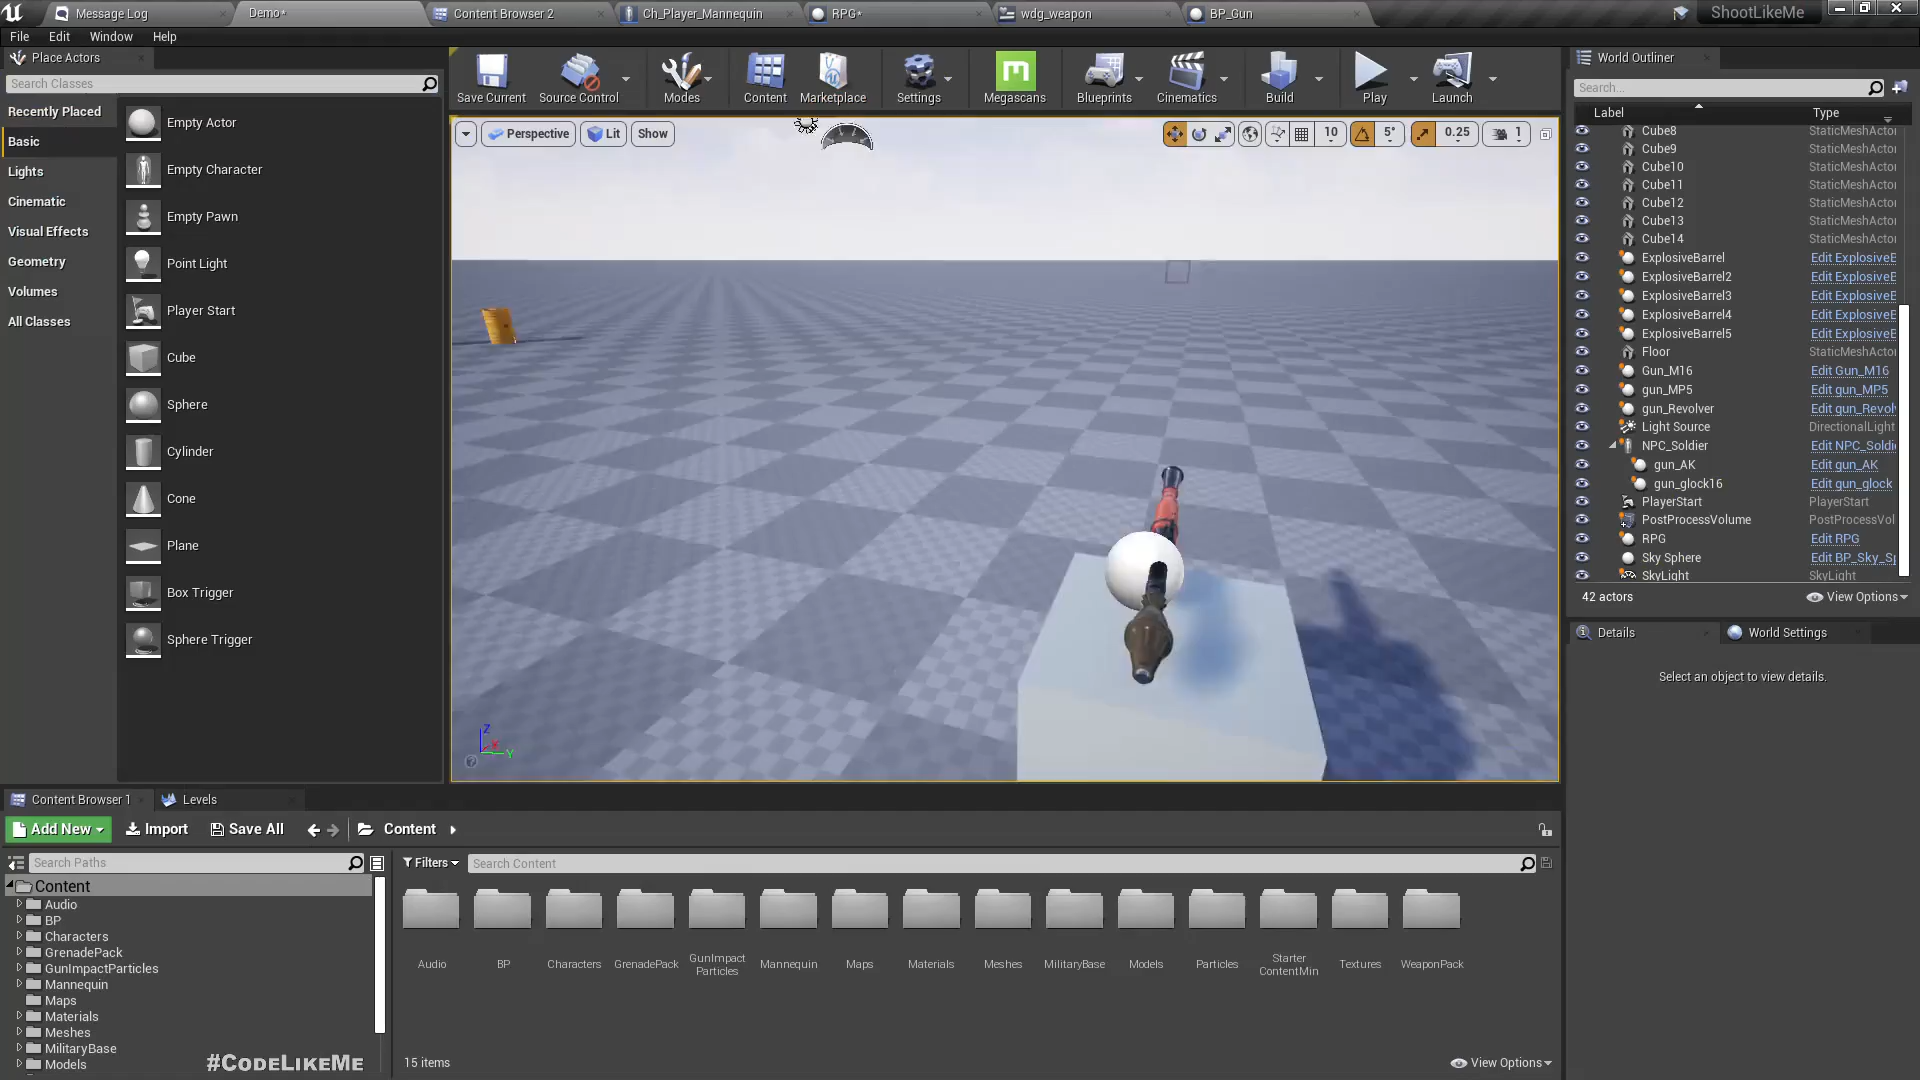 Message Log
Demo*
Content Browser 2
Ch_Player_Mannequin
RPG*
wdg_weapon
BP_Gun
ShootLikeMe
File
Edit
Window
Help
Place Actors
Search Classes
Recently Placed
Basic
Lights
Cinematic
Visual Effects
Geometry
Volumes
All Classes
Empty Actor
Empty Character
Empty Pawn
Point Light
Player Start
Cube
Sphere
Cylinder
Cone
Plane
Box Trigger
Sphere Trigger
Save Current
Source Control
Modes
Content
Marketplace
Settings
Megascans
Blueprints
Cinematics
Build
Play
Launch
Perspective
Lit
Show
10
5°
0.25
1
Z
X
Y
World Outliner
Search...
Label
Type
Cube8 StaticMeshActor
Cube9 StaticMeshActor
Cube10 StaticMeshActor
Cube11 StaticMeshActor
Cube12 StaticMeshActor
Cube13 StaticMeshActor
Cube14 StaticMeshActor
ExplosiveBarrel Edit ExplosiveE
ExplosiveBarrel2 Edit ExplosiveE
ExplosiveBarrel3 Edit ExplosiveE
ExplosiveBarrel4 Edit ExplosiveE
ExplosiveBarrel5 Edit ExplosiveE
Floor StaticMeshActor
Gun_M16 Edit Gun_M16
gun_MP5 Edit gun_MP5
gun_Revolver Edit gun_Revol
Light Source DirectionalLight
NPC_Soldier Edit NPC_Soldi
gun_AK Edit gun_AK
gun_glock16 Edit gun_glock
PlayerStart PlayerStart
PostProcessVolume PostProcessVol
RPG Edit RPG
Sky Sphere Edit BP_Sky_Sp
SkyLight SkyLight
42 actors
View Options
Details
World Settings
Select an object to view details.
Content Browser 1
Levels
Add New
Import
Save All
Content
Search Paths
Content
Audio
BP
Characters
GrenadePack
GunImpactParticles
Mannequin
Maps
Materials
Meshes
MilitaryBase
Models
Filters
Search Content
Audio
BP
Characters
GrenadePack
GunImpact
Particles
Mannequin
Maps
Materials
Meshes
MilitaryBase
Models
Particles
Starter
ContentMin
Textures
WeaponPack
15 items
View Options
#CodeLikeMe